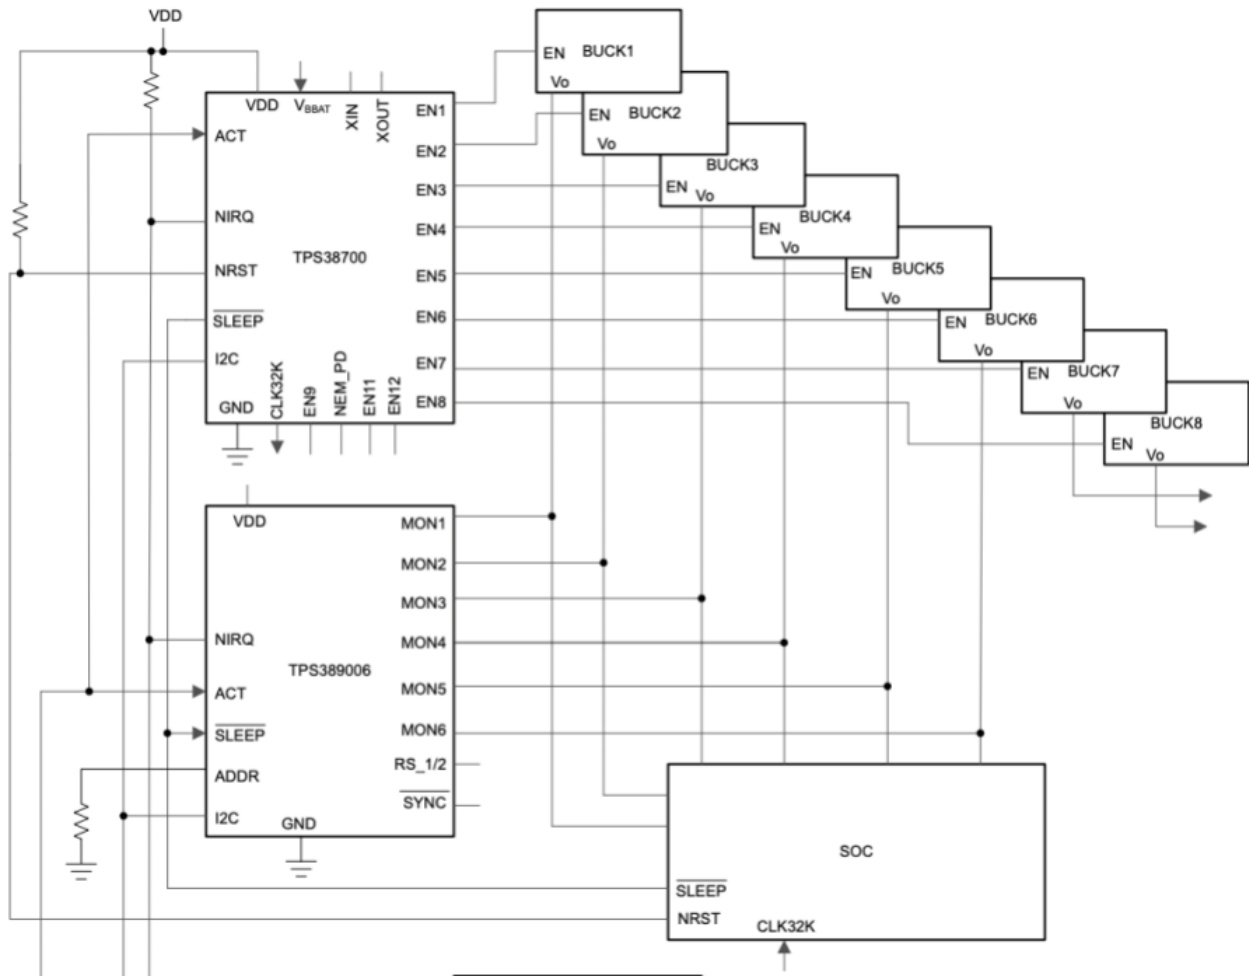 VDD
VDD
VBBAT
XIN
XOUT
ACT
NIRQ
TPS38700
NRST
SLEEP
I2C
GND
CLK32K
EN9
NEM_PD
EN11
EN12
EN1
EN2
EN3
EN4
EN5
EN6
EN7
EN8
EN BUCK1
Vo
EN BUCK2
Vo
BUCK3
EN Vo
BUCK4
EN
Vo
BUCK5
EN
Vo
BUCK6
EN
Vo
BUCK7
EN
Vo
BUCK8
EN
Vo
VDD
NIRQ
TPS389006
ACT
SLEEP
ADDR
I2C
GND
MON1
MON2
MON3
MON4
MON5
MON6
RS_1/2
SYNC
SOC
SLEEP
NRST
CLK32K